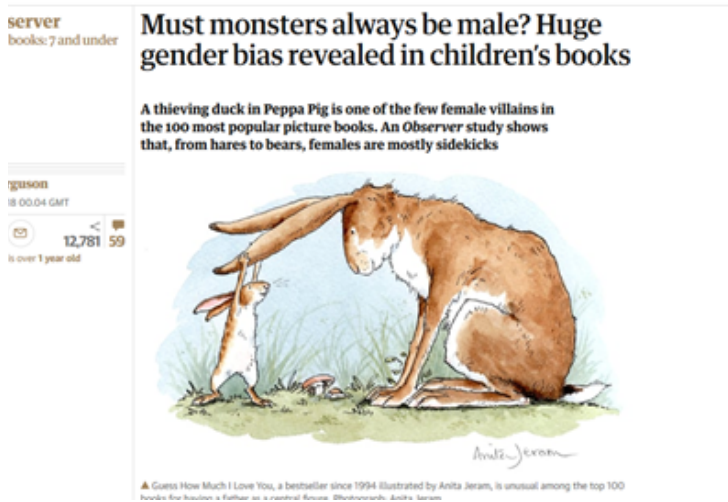 server
books: 7 and under
Must monsters always be male? Huge
gender bias revealed in children's books
A thieving duck in Peppa Pig is one of the few female villains in
the 100 most popular picture books. An Observer study shows
that, from hares to bears, females are mostly sidekicks
rguson
18 00.04 GMT
12,781 59
is over 1 year old
Anita Jeram
Guess How Much I Love You, a bestseller since 1994 illustrated by Anita Jeram, is unusual among the top 100
books for having a father as a central figure. Photograph: Anita Jeram